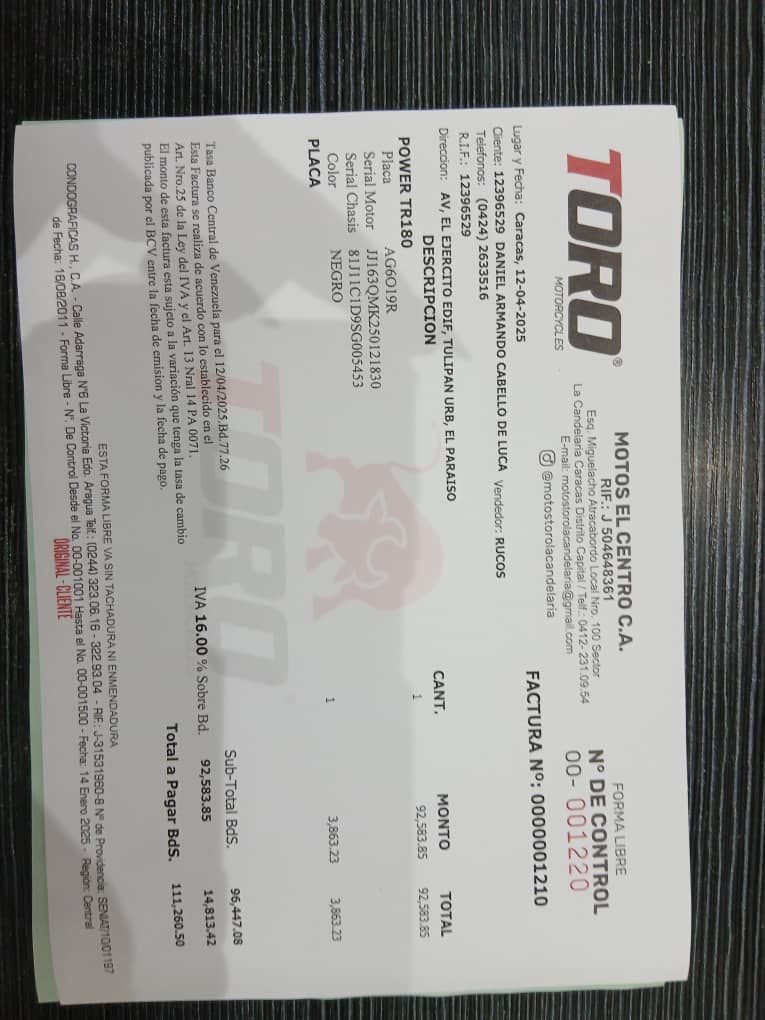 TORO®
MOTORCYCLES
MOTOS EL CENTRO C.A.
RIF.: J 504648361
Esq. Miguelacho Atracabordo Local Nro. 100 Sector
La Candelaria Caracas Distrito Capital / Telf.: 0412- 231.09.54
E-mail: motostorolacandelaria@gmail.com
@motostorolacandelaria
FORMA LIBRE
N° DE CONTROL
00- 001220
FACTURA N°: 0000001210
Lugar y Fecha: Caracas, 12-04-2025
Cliente: 12396529 DANIEL ARMANDO CABELLO DE LUCA Vendedor: RUCOS
Telefonos: (0424) 2633516
R.I.F.: 12396529
Direccion: AV, EL EJERCITO EDIF, TULIPAN URB, EL PARAISO
DESCRIPCION CANT. MONTO TOTAL
POWER TR180 1 92,583.85 92,583.85
Placa AG6O19R
Serial Motor JJ163QMK250121830
Serial Chasis 81J11C1D9SG005453
Color NEGRO
PLACA 1 3,863.23 3,863.23
TORO
Tasa Banco Central de Venezuela para el 12/04/2025.Bd.77.26
Esta Factura se realiza de acuerdo con lo establecido en el
Art. Nro.25 de la Ley del IVA y el Art. 13 Nral 14 PA 0071.
El monto de esta factura esta sujeto a la variación que tenga la tasa de cambio
publicada por el BCV entre la fecha de emision y la fecha de pago.
Sub-Total BdS. 96,447.08
IVA 16.00 % Sobre Bd. 92,583.85 14,813.42
Total a Pagar BdS. 111,260.50
ESTA FORMA LIBRE VA SIN TACHADURA NI ENMENDADURA
CONDOGRAFICAS H., C.A. - Calle Adarraga N°6 La Victoria Edo. Aragua Telf.: (0244) 323.06.16 - 322.93.04 - RIF.: J-31531980-8 N° de Providencia: SENIAT/10/01197
de Fecha: 16/08/2011 - Forma Libre - N°. De Control Desde el No. 00-001001 Hasta el No. 00-001500 - Fecha: 14 Enero 2025 - Región: Central
ORIGINAL - CLIENTE